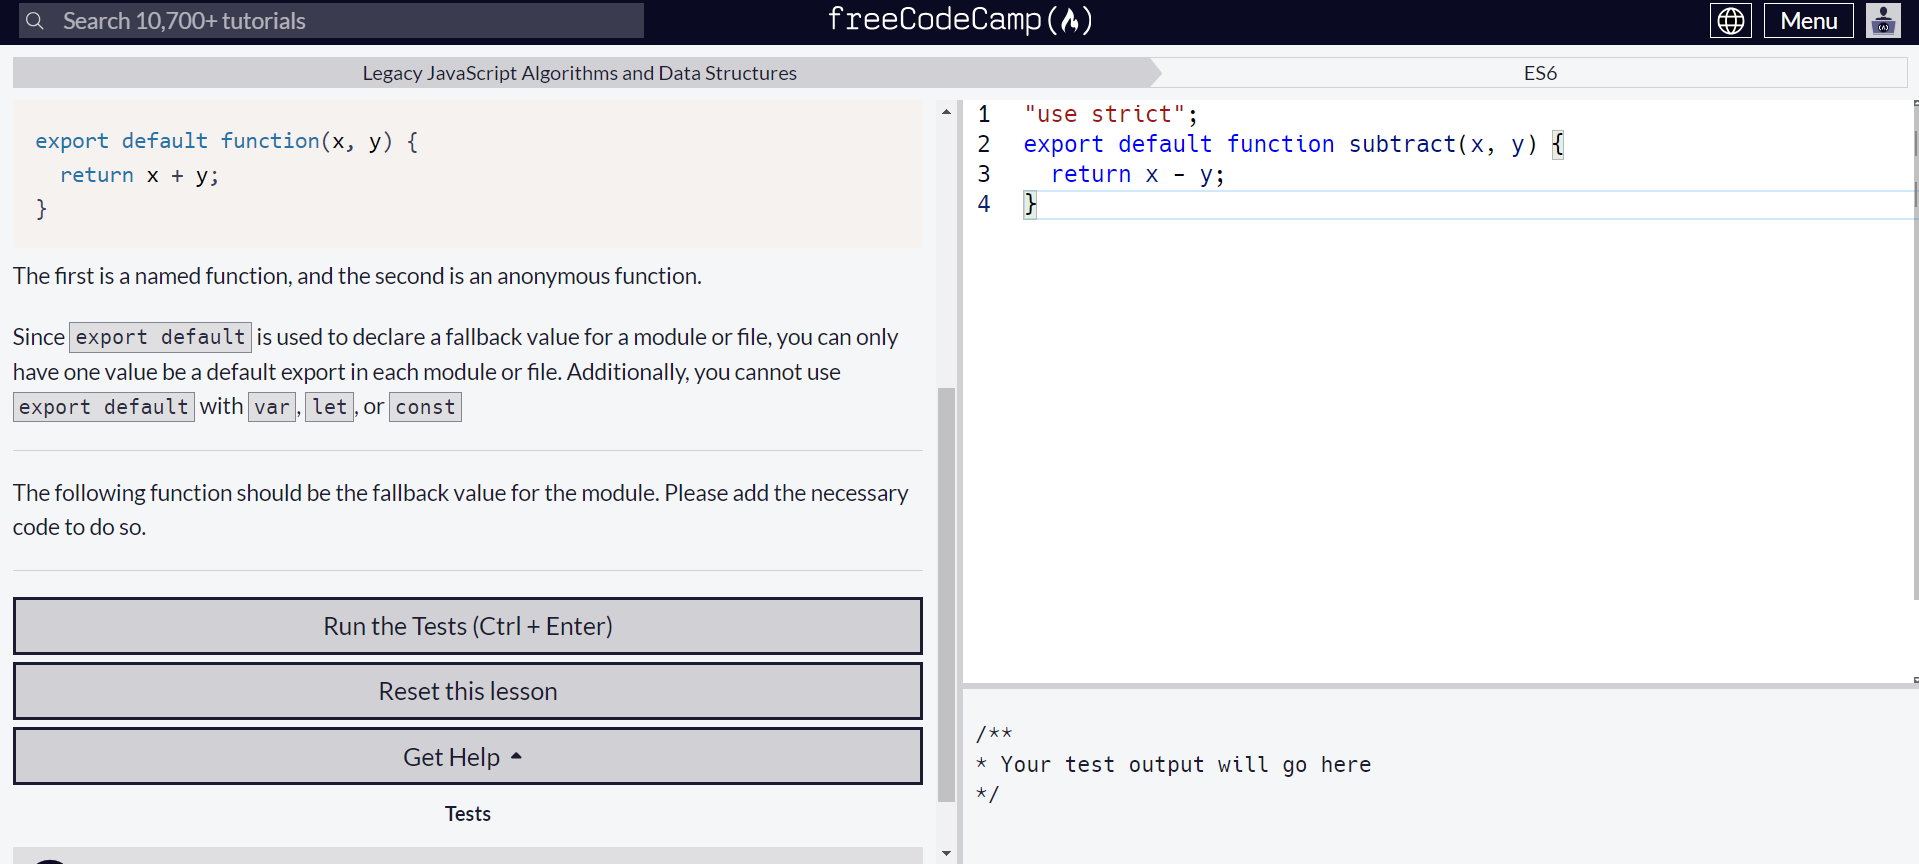 Search 10,700+ tutorials
freeCodeCamp(🔥)
Menu
Legacy JavaScript Algorithms and Data Structures
ES6
export default function(x, y) {
  return x + y;
}
The first is a named function, and the second is an anonymous function.
Since export default is used to declare a fallback value for a module or file, you can only
have one value be a default export in each module or file. Additionally, you cannot use
export default with var, let, or const
The following function should be the fallback value for the module. Please add the necessary
code to do so.
Run the Tests (Ctrl + Enter)
Reset this lesson
Get Help
Tests
1 "use strict";
2 export default function subtract(x, y) {
3   return x - y;
4 }
/**
* Your test output will go here
*/